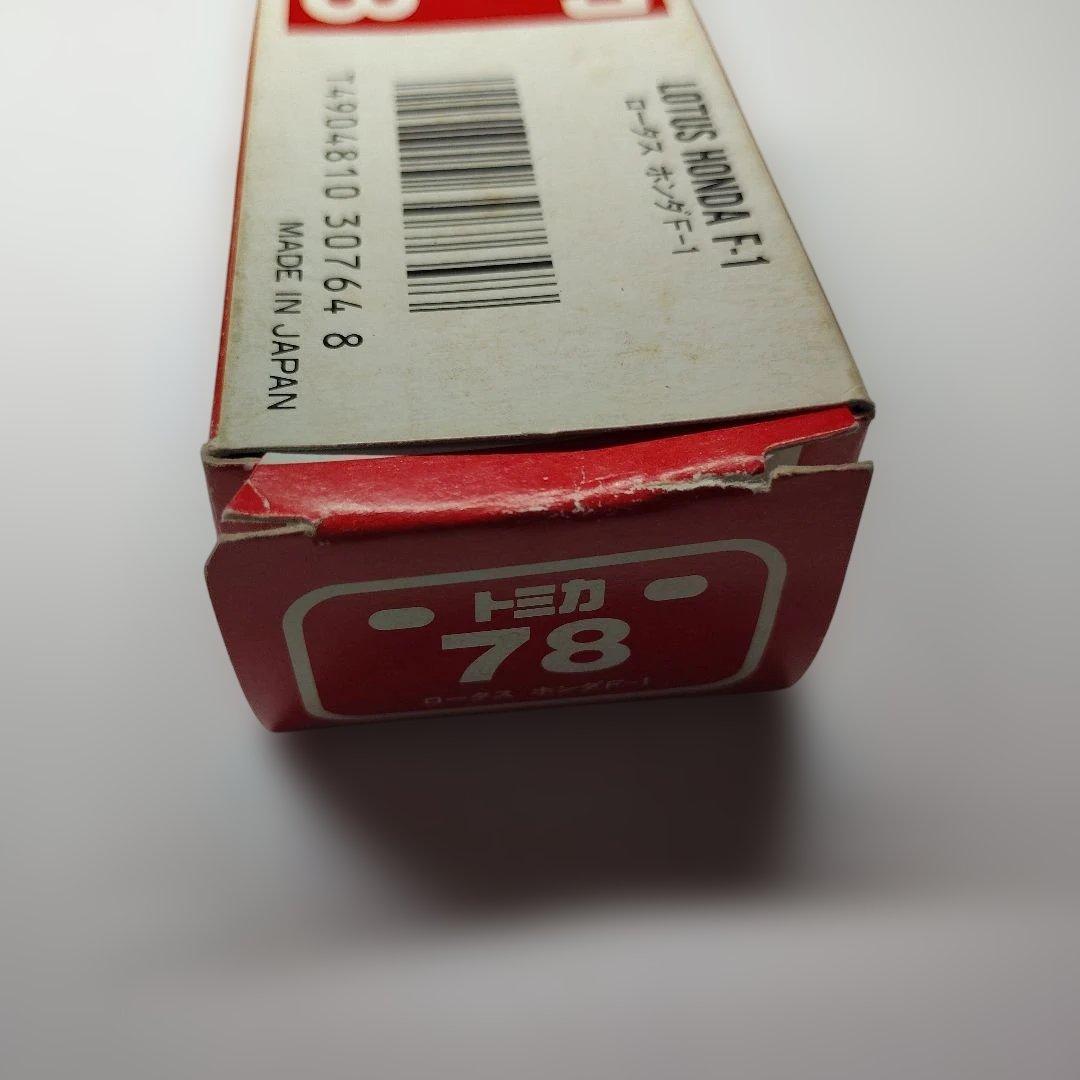 LOTUS HONDA F-1
ロータス ホンダF-1
T4904810 30764 8
MADE IN JAPAN
トミカ
78
ロータス ホンダF-1